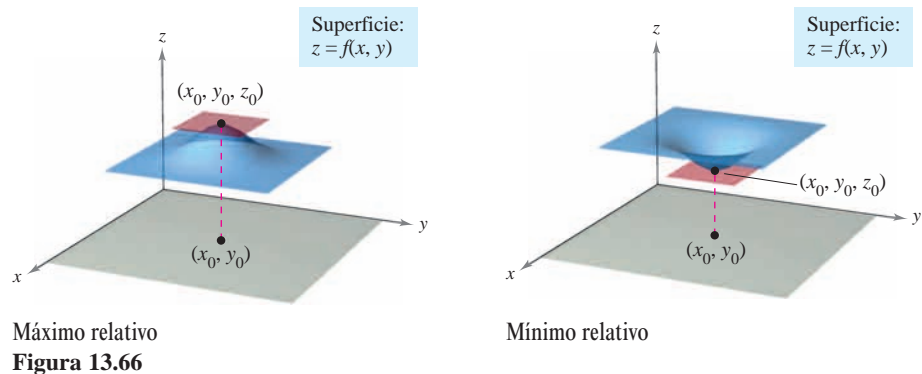 Superficie:
z = f(x, y)
z
(x₀, y₀, z₀)
y
(x₀, y₀)
x
Máximo relativo
Figura 13.66
Superficie:
z = f(x, y)
z
(x₀, y₀, z₀)
y
(x₀, y₀)
x
Mínimo relativo